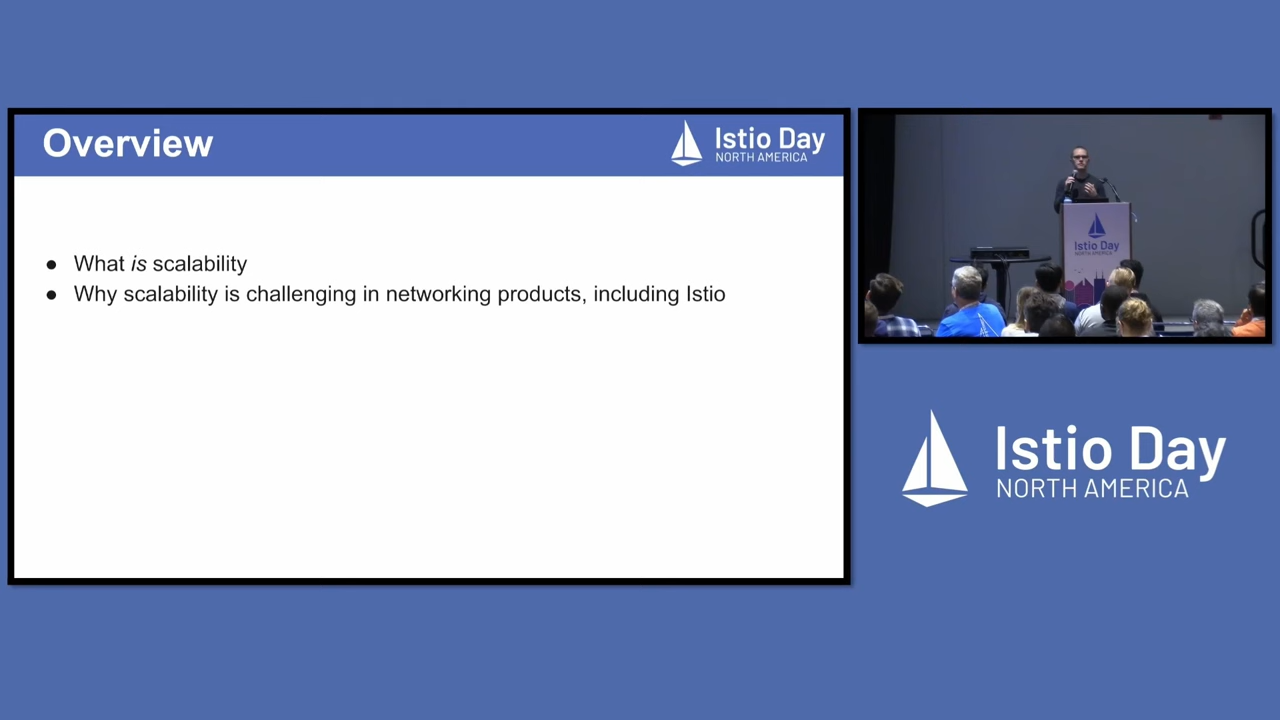 Overview
Istio Day
NORTH AMERICA
● What is scalability
● Why scalability is challenging in networking products, including Istio
Istio Day
NORTH AMERICA
Istio Day
NORTH AMERICA